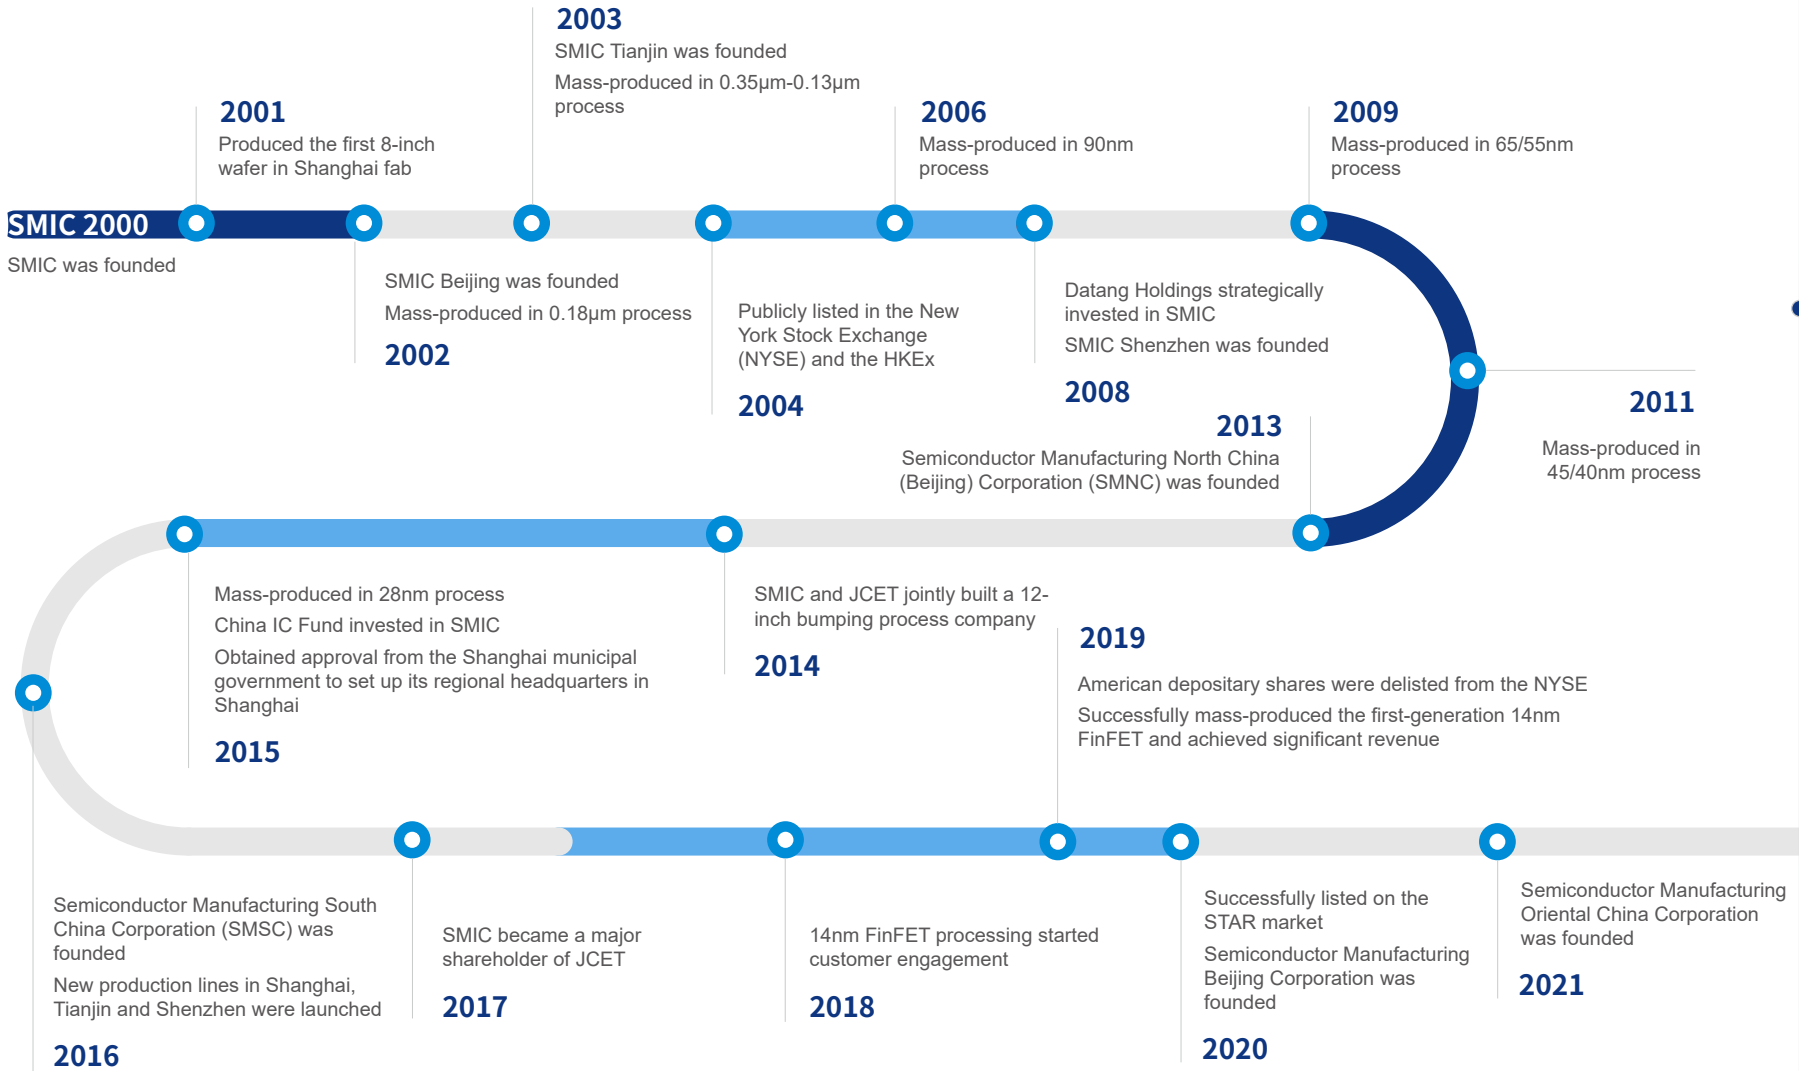 SMIC 2000
SMIC was founded
2001
Produced the first 8-inch
wafer in Shanghai fab
SMIC Beijing was founded
Mass-produced in 0.18μm process
2002
2003
SMIC Tianjin was founded
Mass-produced in 0.35μm-0.13μm
process
Publicly listed in the New
York Stock Exchange
(NYSE) and the HKEx
2004
2006
Mass-produced in 90nm
process
Datang Holdings strategically
invested in SMIC
SMIC Shenzhen was founded
2008
2009
Mass-produced in 65/55nm
process
2011
Mass-produced in
45/40nm process
2013
Semiconductor Manufacturing North China
(Beijing) Corporation (SMNC) was founded
SMIC and JCET jointly built a 12-
inch bumping process company
2014
Mass-produced in 28nm process
China IC Fund invested in SMIC
Obtained approval from the Shanghai municipal
government to set up its regional headquarters in
Shanghai
2015
Semiconductor Manufacturing South
China Corporation (SMSC) was
founded
New production lines in Shanghai,
Tianjin and Shenzhen were launched
2016
SMIC became a major
shareholder of JCET
2017
14nm FinFET processing started
customer engagement
2018
2019
American depositary shares were delisted from the NYSE
Successfully mass-produced the first-generation 14nm
FinFET and achieved significant revenue
Successfully listed on the
STAR market
Semiconductor Manufacturing
Beijing Corporation was
founded
2020
Semiconductor Manufacturing
Oriental China Corporation
was founded
2021